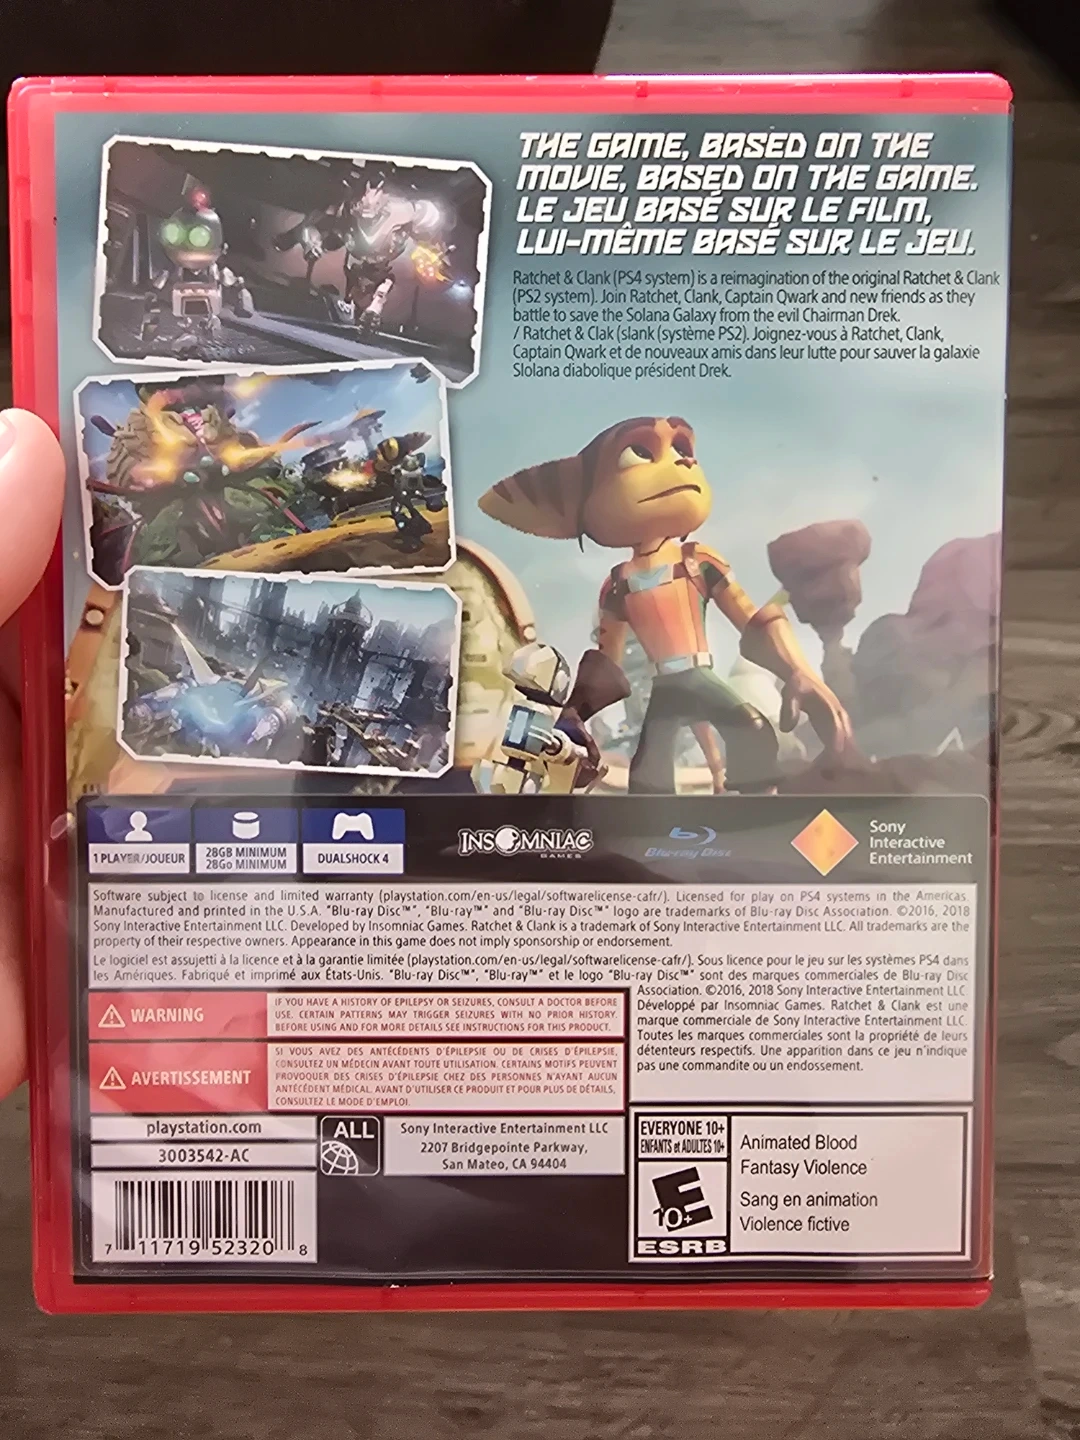 THE GAME, BASED ON THE
MOVIE, BASED ON THE GAME.
LE JEU BASÉ SUR LE FILM,
LUI-MÊME BASÉ SUR LE JEU.
Ratchet & Clank (PS4 system) is a reimagination of the original Ratchet & Clank
(PS2 system). Join Ratchet, Clank, Captain Qwark and new friends as they
battle to save the Solana Galaxy from the evil Chairman Drek.
/ Ratchet & Clak (slank (système PS2). Joignez-vous à Ratchet, Clank,
Captain Qwark et de nouveaux amis dans leur lutte pour sauver la galaxie
Slolana diabolique président Drek.
1 PLAYER/JOUEUR
28GB MINIMUM
28Go MINIMUM
DUALSHOCK 4
INSOMNIAC
GAMES
Blu-ray Disc
Sony
Interactive
Entertainment
Software subject to license and limited warranty (playstation.com/en-us/legal/softwarelicense-cafr/). Licensed for play on PS4 systems in the Americas.
Manufactured and printed in the U.S.A. "Blu-ray Disc™", "Blu-ray™" and "Blu-ray Disc™" logo are trademarks of Blu-ray Disc Association. ©2016, 2018
Sony Interactive Entertainment LLC. Developed by Insomniac Games. Ratchet & Clank is a trademark of Sony Interactive Entertainment LLC. All trademarks are the
property of their respective owners. Appearance in this game does not imply sponsorship or endorsement.
Le logiciel est assujetti à la licence et à la garantie limitée (playstation.com/en-us/legal/softwarelicense-cafr/). Sous licence pour le jeu sur les systèmes PS4 dans
les Amériques. Fabriqué et imprimé aux États-Unis. "Blu-ray Disc™", "Blu-ray™" et le logo "Blu-ray Disc™" sont des marques commerciales de Blu-ray Disc
Association. ©2016, 2018 Sony Interactive Entertainment LLC.
Développé par Insomniac Games. Ratchet & Clank est une
marque commerciale de Sony Interactive Entertainment LLC.
Toutes les marques commerciales sont la propriété de leurs
détenteurs respectifs. Une apparition dans ce jeu n'indique
pas une commandite ou un endossement.
WARNING
IF YOU HAVE A HISTORY OF EPILEPSY OR SEIZURES, CONSULT A DOCTOR BEFORE
USE. CERTAIN PATTERNS MAY TRIGGER SEIZURES WITH NO PRIOR HISTORY.
BEFORE USING AND FOR MORE DETAILS SEE INSTRUCTIONS FOR THIS PRODUCT.
AVERTISSEMENT
SI VOUS AVEZ DES ANTÉCÉDENTS D'ÉPILEPSIE OU DE CRISES D'ÉPILEPSIE,
CONSULTEZ UN MÉDECIN AVANT TOUTE UTILISATION. CERTAINS MOTIFS PEUVENT
PROVOQUER DES CRISES D'ÉPILEPSIE CHEZ DES PERSONNES N'AYANT AUCUN
ANTÉCÉDENT MÉDICAL. AVANT D'UTILISER CE PRODUIT ET POUR PLUS DE DÉTAILS,
CONSULTEZ LE MODE D'EMPLOI.
playstation.com
3003542-AC
ALL
Sony Interactive Entertainment LLC
2207 Bridgepointe Parkway,
San Mateo, CA 94404
7 11719 52320 8
EVERYONE 10+
ENFANTS et ADULTES 10+
E
10+
ESRB
Animated Blood
Fantasy Violence
Sang en animation
Violence fictive